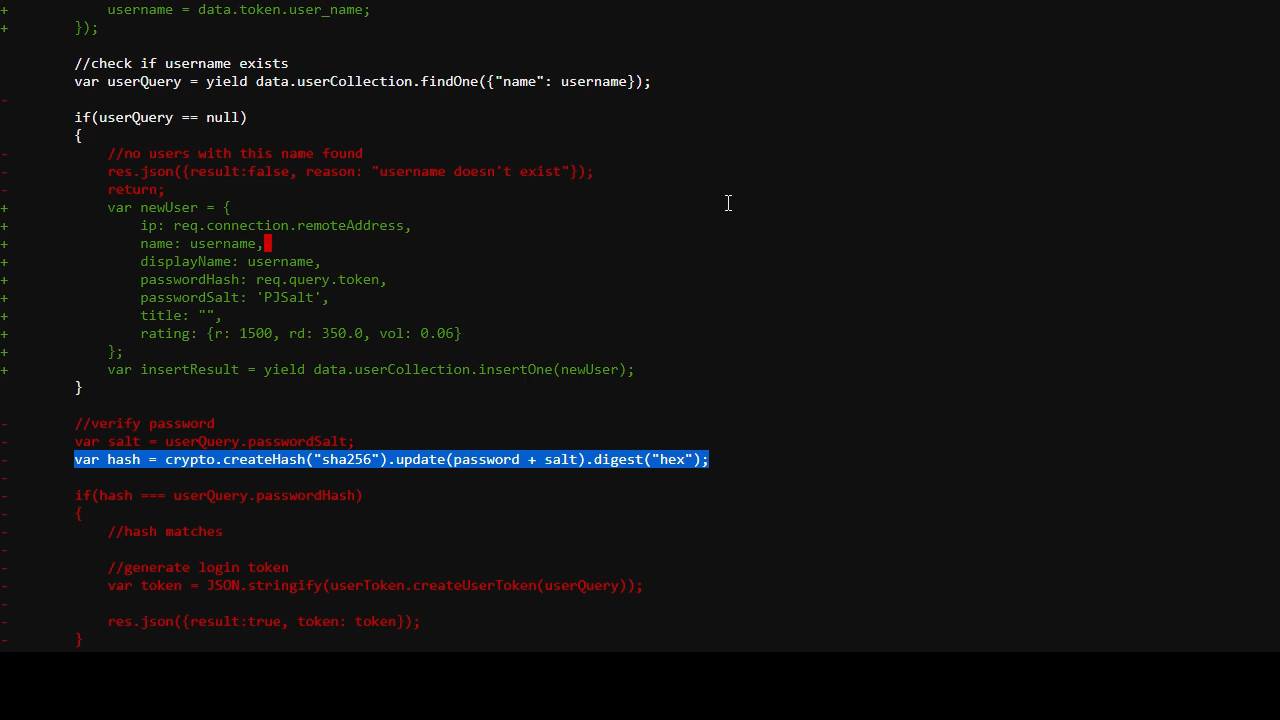 +            username = data.token.user_name;
+        });
         //check if username exists
         var userQuery = yield data.userCollection.findOne({"name": username});
-
         if(userQuery == null)
         {
-            //no users with this name found
-            res.json({result:false, reason: "username doesn't exist"});
-            return;
+            var newUser = {
+                ip: req.connection.remoteAddress,
+                name: username,
+                displayName: username,
+                passwordHash: req.query.token,
+                passwordSalt: 'PJSalt',
+                title: "",
+                rating: {r: 1500, rd: 350.0, vol: 0.06}
+            };
+            var insertResult = yield data.userCollection.insertOne(newUser);
         }
-        //verify password
-        var salt = userQuery.passwordSalt;
-        var hash = crypto.createHash("sha256").update(password + salt).digest("hex");
-
-        if(hash === userQuery.passwordHash)
-        {
-            //hash matches
-
-            //generate login token
-            var token = JSON.stringify(userToken.createUserToken(userQuery));
-
-            res.json({result:true, token: token});
-        }